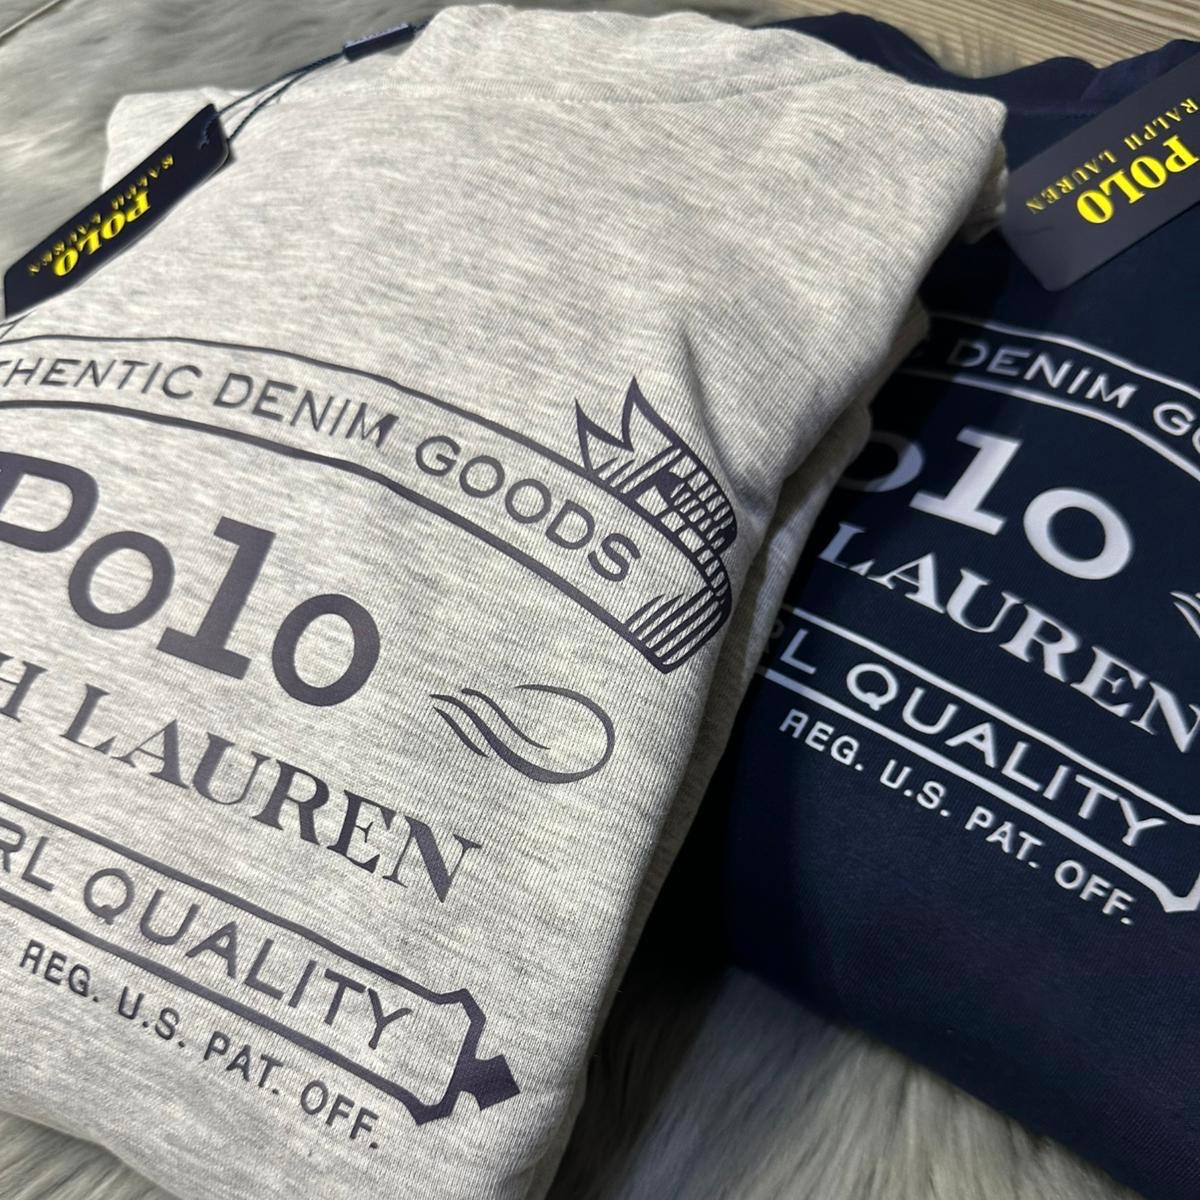 RALPH LAUREN
POLO
THENTIC DENIM GOODS
Polo
H LAUREN
RL QUALITY
REG. U.S. PAT. OFF.
RALPH LAUREN
POLO
DENIM GO
olo
LAUREN
RL QUALITY
REG. U.S. PAT. OFF.